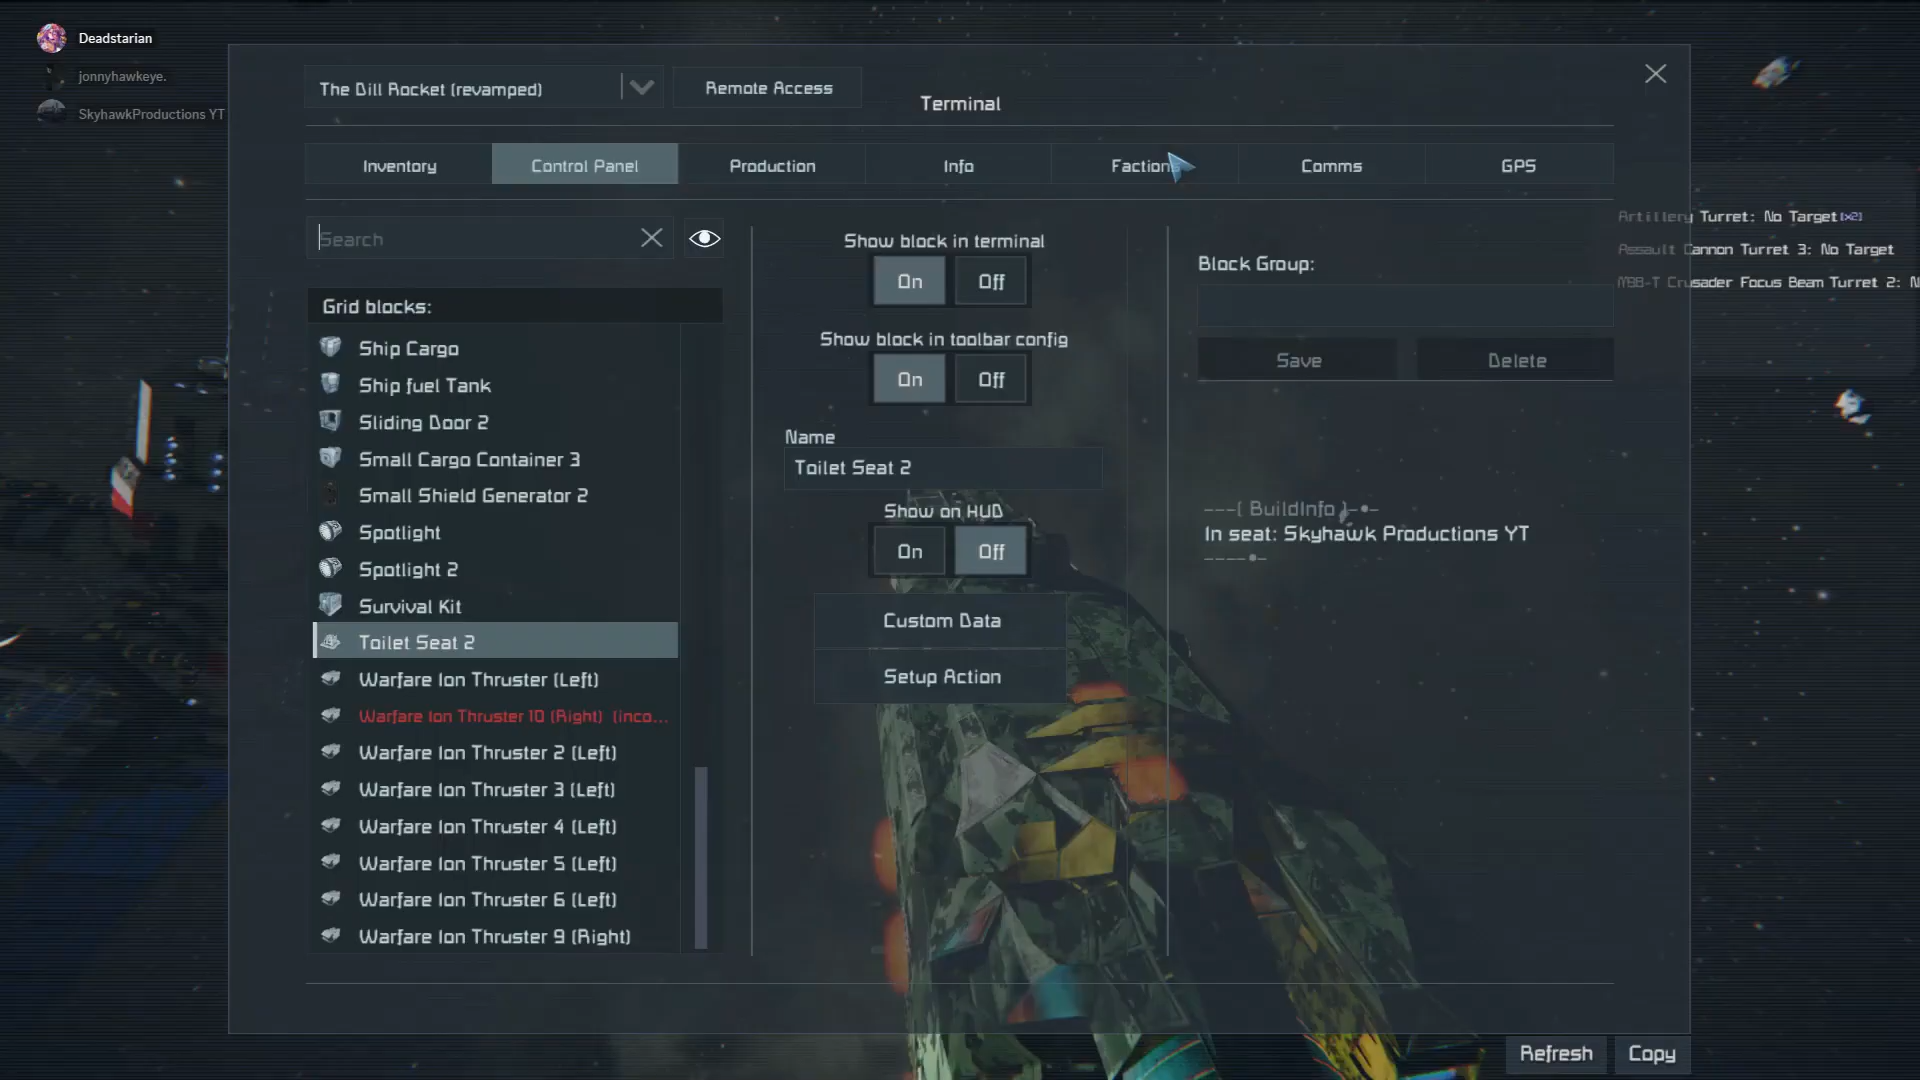 Deadstarian
jonnyhawkeye.
SkyhawkProductions YT
The Dill Rocket (revamped)
Remote Access
Terminal
Inventory
Control Panel
Production
Info
Factions
Comms
GPS
Search
Grid blocks:
Ship Cargo
Ship fuel Tank
Sliding Door 2
Small Cargo Container 3
Small Shield Generator 2
Spotlight
Spotlight 2
Survival Kit
Toilet Seat 2
Warfare Ion Thruster (Left)
Warfare Ion Thruster 10 (Right) (inco...
Warfare Ion Thruster 2 (Left)
Warfare Ion Thruster 3 (Left)
Warfare Ion Thruster 4 (Left)
Warfare Ion Thruster 5 (Left)
Warfare Ion Thruster 6 (Left)
Warfare Ion Thruster 9 (Right)
Show block in terminal
On
Off
Show block in toolbar config
On
Off
Name
Toilet Seat 2
Show on HUD
On
Off
Custom Data
Setup Action
Block Group:
Save
Delete
---( BuildInfo )-•-
In seat: Skyhawk Productions YT
----•-
Artillery Turret: No Target(x2)
Assault Cannon Turret 3: No Target
Crusader Focus Beam Turret 2: N
Refresh
Copy